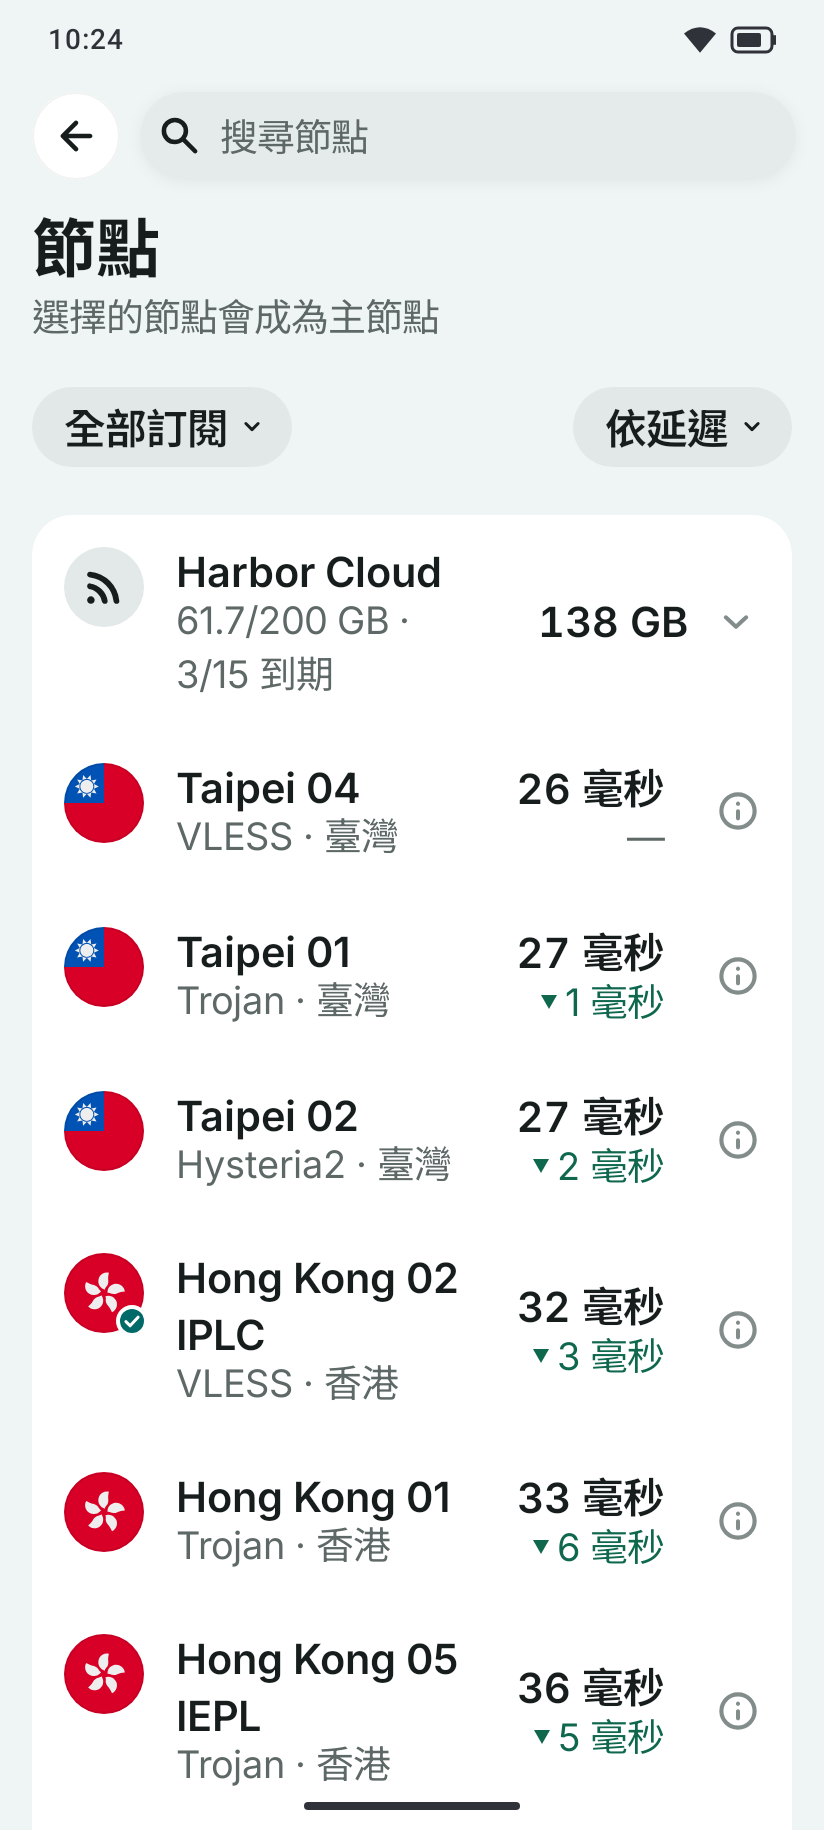 10:24
搜尋節點
節點
選擇的節點會成為主節點
全部訂閱
依延遲
Harbor Cloud
61.7/200 GB ·
3/15 到期
138 GB
Taipei 04
VLESS · 臺灣
26 毫秒
—
Taipei 01
Trojan · 臺灣
27 毫秒
▼1 毫秒
Taipei 02
Hysteria2 · 臺灣
27 毫秒
▼2 毫秒
Hong Kong 02
IPLC
VLESS · 香港
32 毫秒
▼3 毫秒
Hong Kong 01
Trojan · 香港
33 毫秒
▼6 毫秒
Hong Kong 05
IEPL
Trojan · 香港
36 毫秒
▼5 毫秒